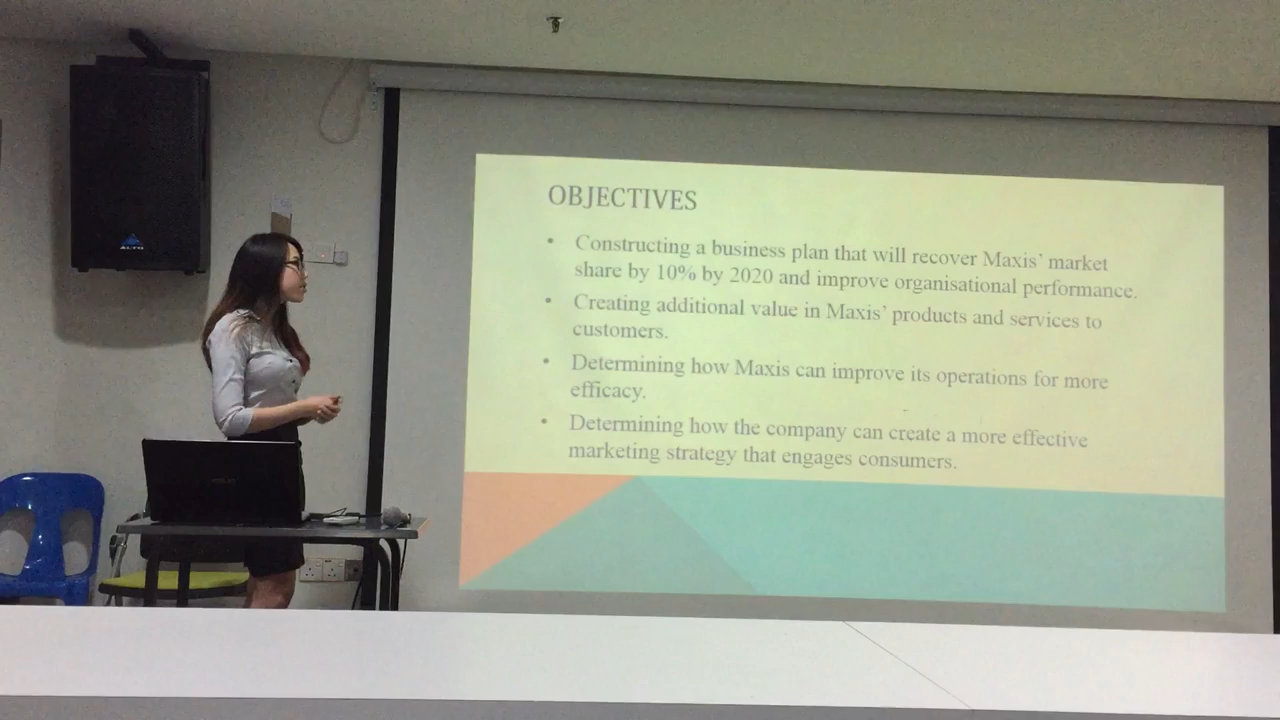 ALTO
OBJECTIVES
• Constructing a business plan that will recover Maxis' market
share by 10% by 2020 and improve organisational performance.
• Creating additional value in Maxis' products and services to
customers.
• Determining how Maxis can improve its operations for more
efficacy.
• Determining how the company can create a more effective
marketing strategy that engages consumers.